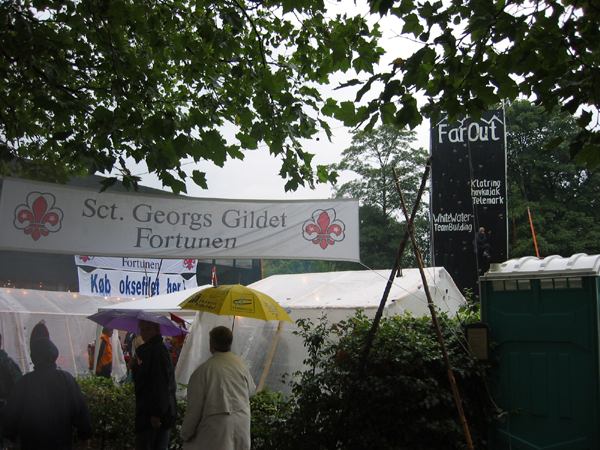 FarOut
Klatring
havkajak
Telemark
WhiteWater-
TeamBuilding
Sct. Georgs Gildet
Fortunen
Fortunen
Køb oksefilet her!